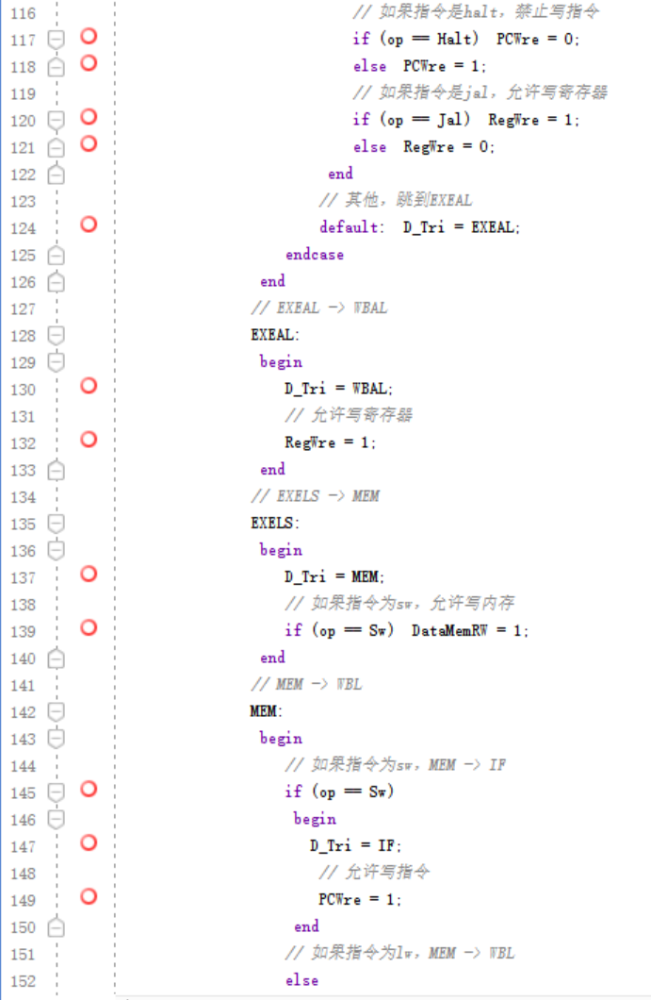 116 // 如果指令是halt，禁止写指令
117 if (op == Halt) PCWre = 0;
118 else PCWre = 1;
119 // 如果指令是jal，允许写寄存器
120 if (op == Jal) RegWre = 1;
121 else RegWre = 0;
122 end
123 // 其他，跳到EXEAL
124 default: D_Tri = EXEAL;
125 endcase
126 end
127 // EXEAL -> WBAL
128 EXEAL:
129 begin
130 D_Tri = WBAL;
131 // 允许写寄存器
132 RegWre = 1;
133 end
134 // EXELS -> MEM
135 EXELS:
136 begin
137 D_Tri = MEM;
138 // 如果指令为sw，允许写内存
139 if (op == Sw) DataMemRW = 1;
140 end
141 // MEM -> WBL
142 MEM:
143 begin
144 // 如果指令为sw，MEM -> IF
145 if (op == Sw)
146 begin
147 D_Tri = IF;
148 // 允许写指令
149 PCWre = 1;
150 end
151 // 如果指令为lw，MEM -> WBL
152 else